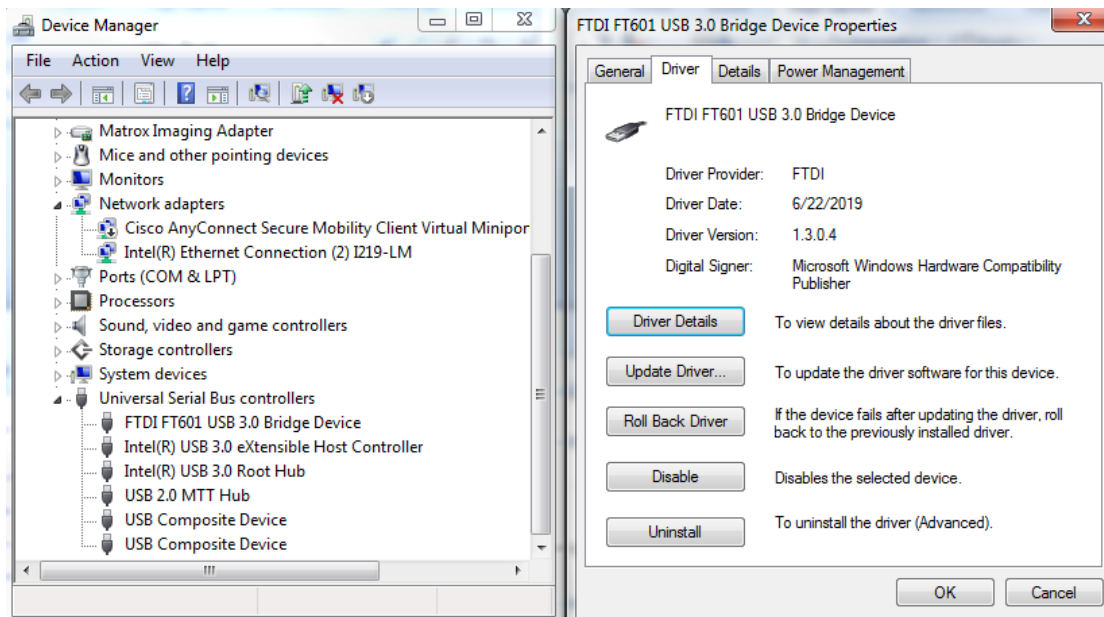 Device Manager
File Action View Help
Matrox Imaging Adapter
Mice and other pointing devices
Monitors
Network adapters
Cisco AnyConnect Secure Mobility Client Virtual Minipor
Intel(R) Ethernet Connection (2) I219-LM
Ports (COM & LPT)
Processors
Sound, video and game controllers
Storage controllers
System devices
Universal Serial Bus controllers
FTDI FT601 USB 3.0 Bridge Device
Intel(R) USB 3.0 eXtensible Host Controller
Intel(R) USB 3.0 Root Hub
USB 2.0 MTT Hub
USB Composite Device
USB Composite Device
FTDI FT601 USB 3.0 Bridge Device Properties
General Driver Details Power Management
FTDI FT601 USB 3.0 Bridge Device
Driver Provider: FTDI
Driver Date: 6/22/2019
Driver Version: 1.3.0.4
Digital Signer: Microsoft Windows Hardware Compatibility
Publisher
Driver Details To view details about the driver files.
Update Driver... To update the driver software for this device.
Roll Back Driver If the device fails after updating the driver, roll
back to the previously installed driver.
Disable Disables the selected device.
Uninstall To uninstall the driver (Advanced).
OK Cancel